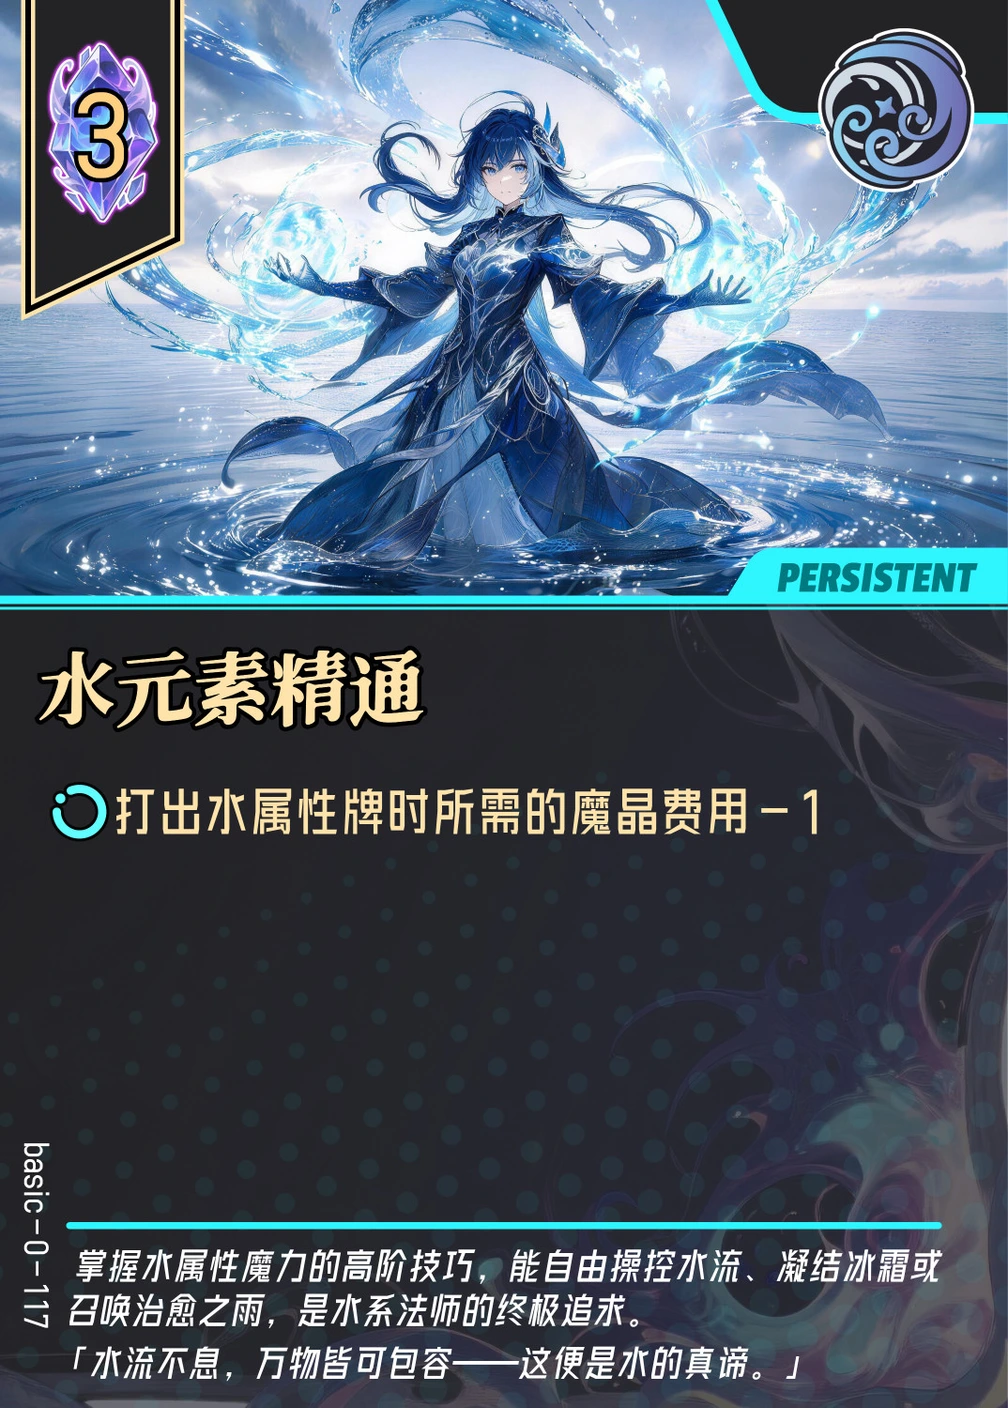 3
PERSISTENT
水元素精通
打出水属性牌时所需的魔晶费用-1
basic-0-117
掌握水属性魔力的高阶技巧，能自由操控水流、凝结冰霜或
召唤治愈之雨，是水系法师的终极追求。
「水流不息，万物皆可包容——这便是水的真谛。」